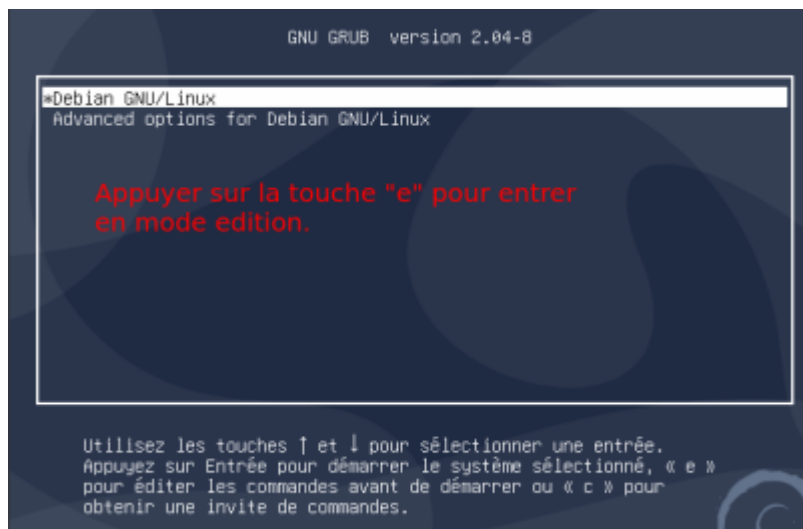 GNU GRUB version 2.04-8
*Debian GNU/Linux
Advanced options for Debian GNU/Linux
Appuyer sur la touche "e" pour entrer
en mode edition.
Utilisez les touches ↑ et ↓ pour sélectionner une entrée.
Appuyez sur Entrée pour démarrer le système sélectionné, « e »
pour éditer les commandes avant de démarrer ou « c » pour
obtenir une invite de commandes.